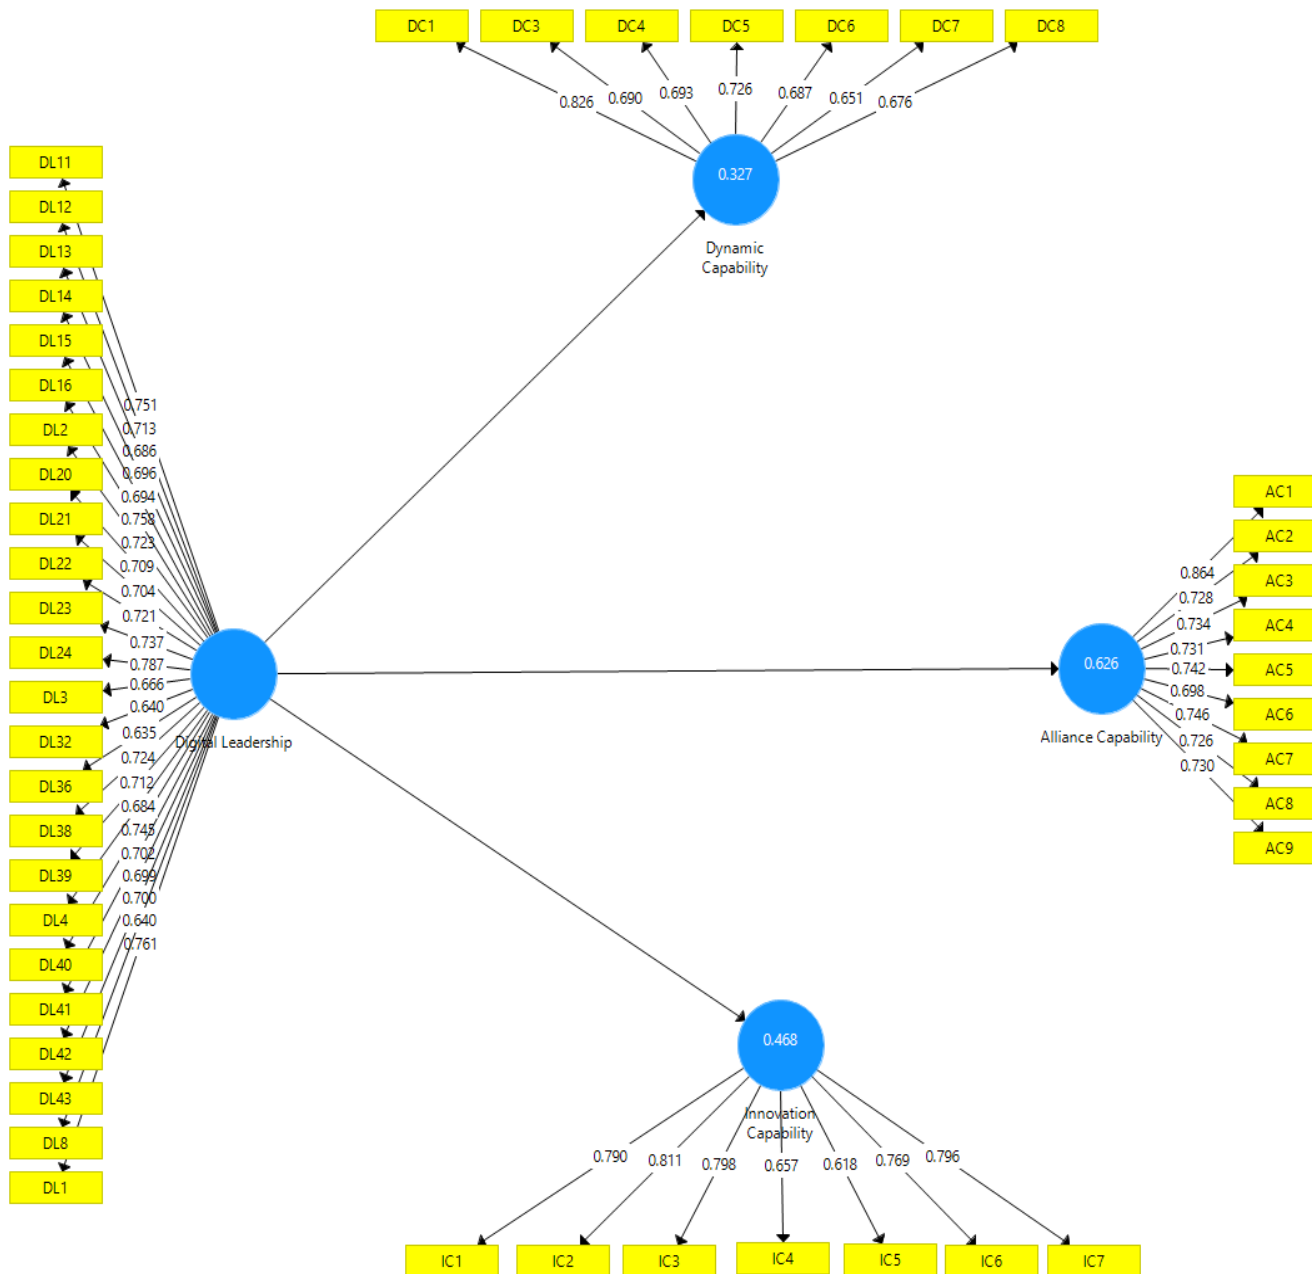 DC1
DC3
DC4
DC5
DC6
DC7
DC8
0.826
0.690
0.693
0.726
0.687
0.651
0.676
0.327
Dynamic
Capability
DL11
DL12
DL13
DL14
DL15
DL16
DL2
DL20
DL21
DL22
DL23
DL24
DL3
DL32
DL36
DL38
DL39
DL4
DL40
DL41
DL42
DL43
DL8
DL1
0.751
0.713
0.686
0.696
0.694
0.758
0.723
0.709
0.704
0.721
0.737
0.787
0.666
0.640
0.635
0.724
0.712
0.684
0.745
0.702
0.699
0.700
0.640
0.761
Digital Leadership
AC1
AC2
AC3
AC4
AC5
AC6
AC7
AC8
AC9
0.864
0.728
0.734
0.731
0.742
0.698
0.746
0.726
0.730
0.626
Alliance Capability
0.468
Innovation
Capability
0.790
0.811
0.798
0.657
0.618
0.769
0.796
IC1
IC2
IC3
IC4
IC5
IC6
IC7